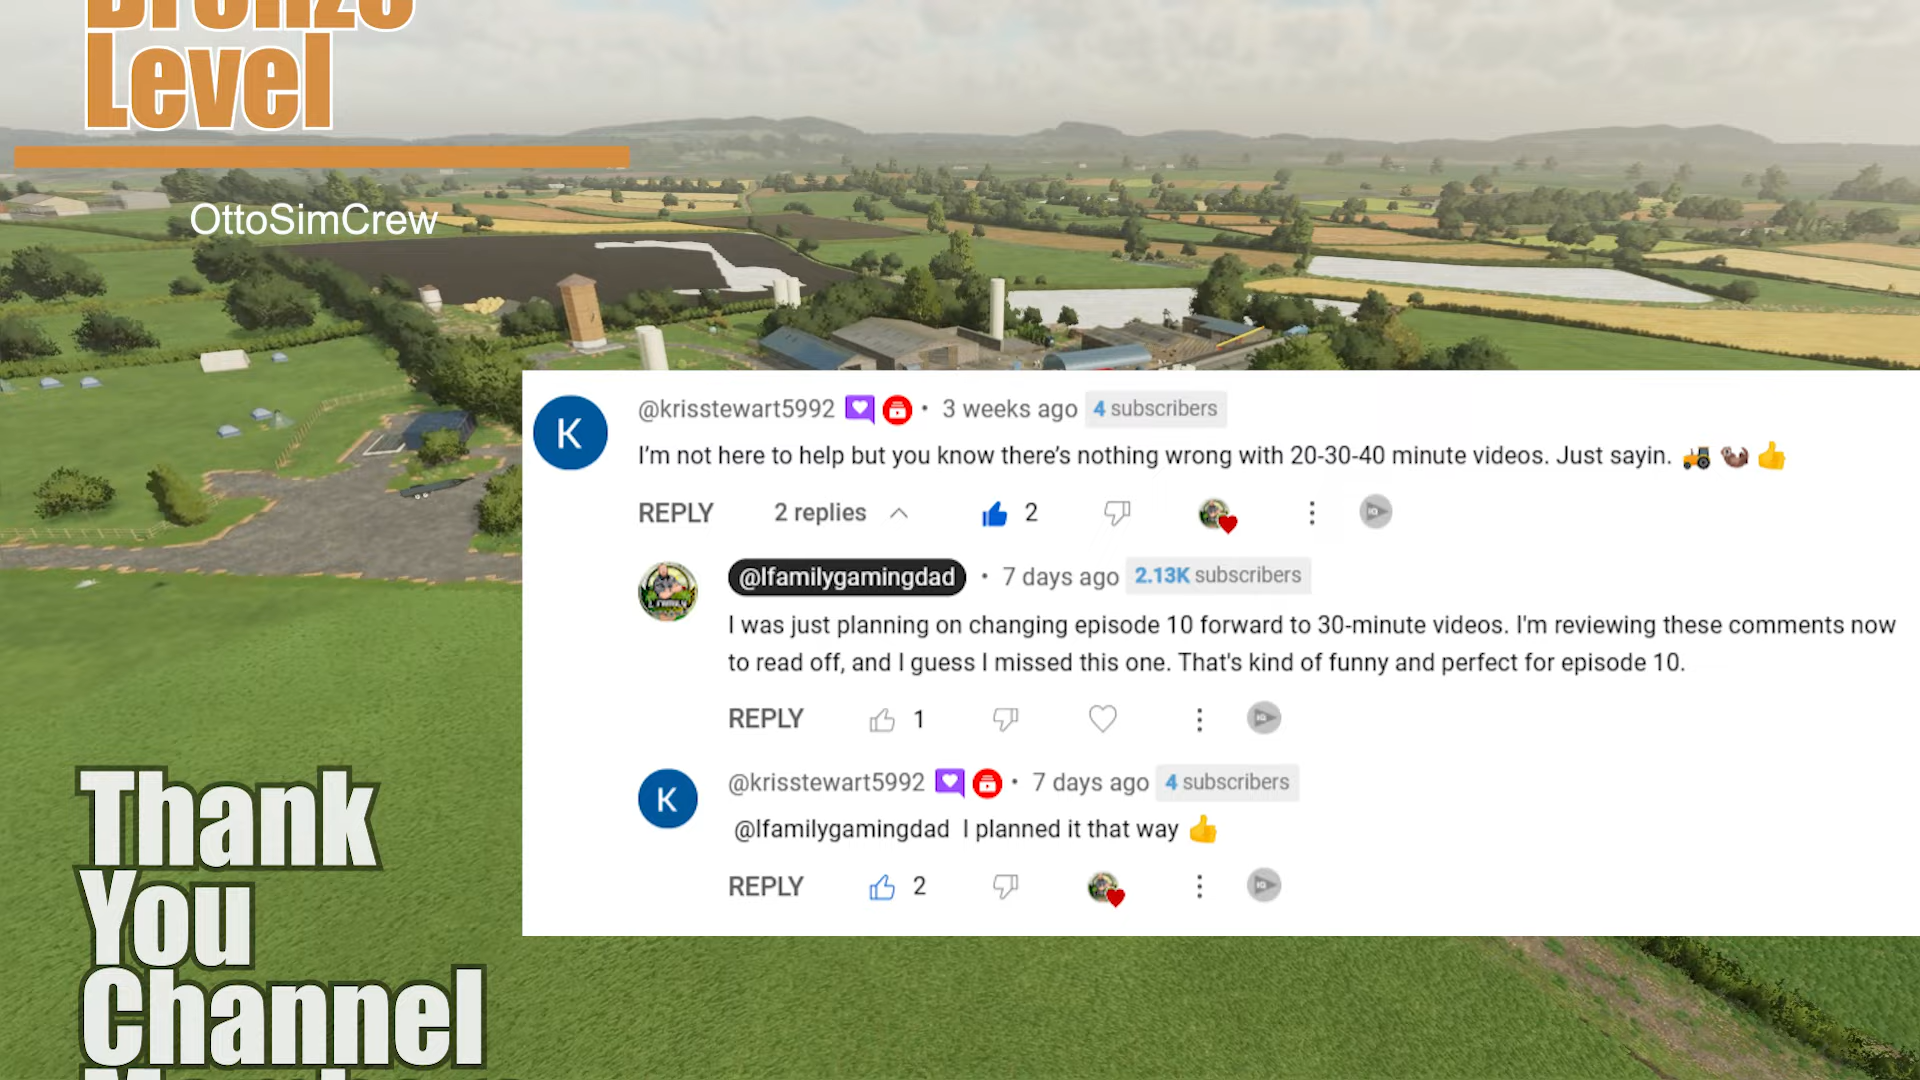 Bronze
Level
OttoSimCrew
K
@krisstewart5992 • 3 weeks ago 4 subscribers
I'm not here to help but you know there's nothing wrong with 20-30-40 minute videos. Just sayin. 🚜 🦦 👍
REPLY 2 replies 2
@lfamilygamingdad • 7 days ago 2.13K subscribers
I was just planning on changing episode 10 forward to 30-minute videos. I'm reviewing these comments now
to read off, and I guess I missed this one. That's kind of funny and perfect for episode 10.
REPLY 1
K
@krisstewart5992 • 7 days ago 4 subscribers
@lfamilygamingdad I planned it that way 👍
REPLY 2
Thank
You
Channel